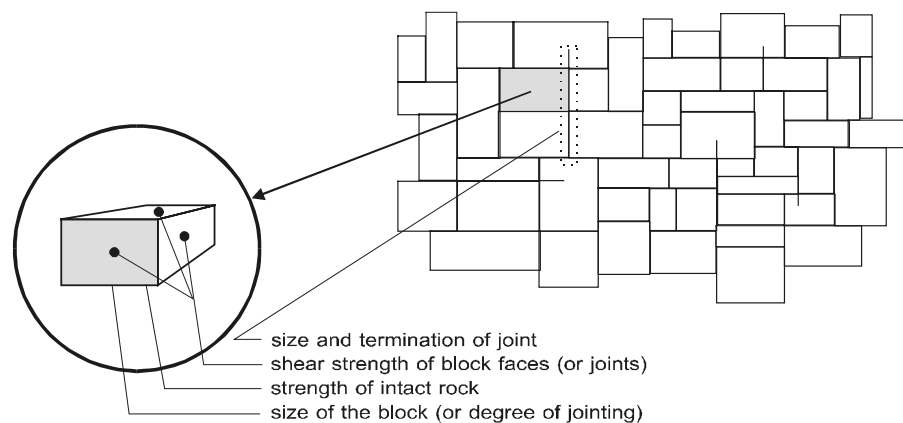 size and termination of joint
shear strength of block faces (or joints)
strength of intact rock
size of the block (or degree of jointing)